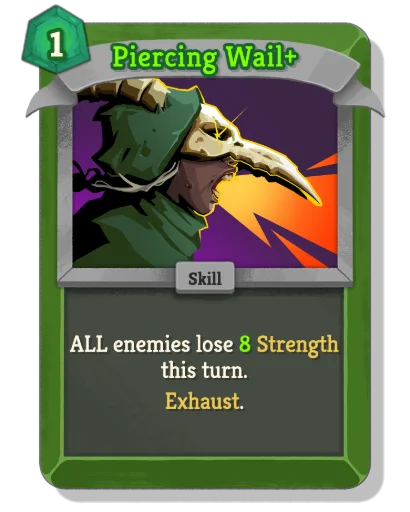 1
Piercing Wail+
Skill
ALL enemies lose 8 Strength
this turn.
Exhaust.